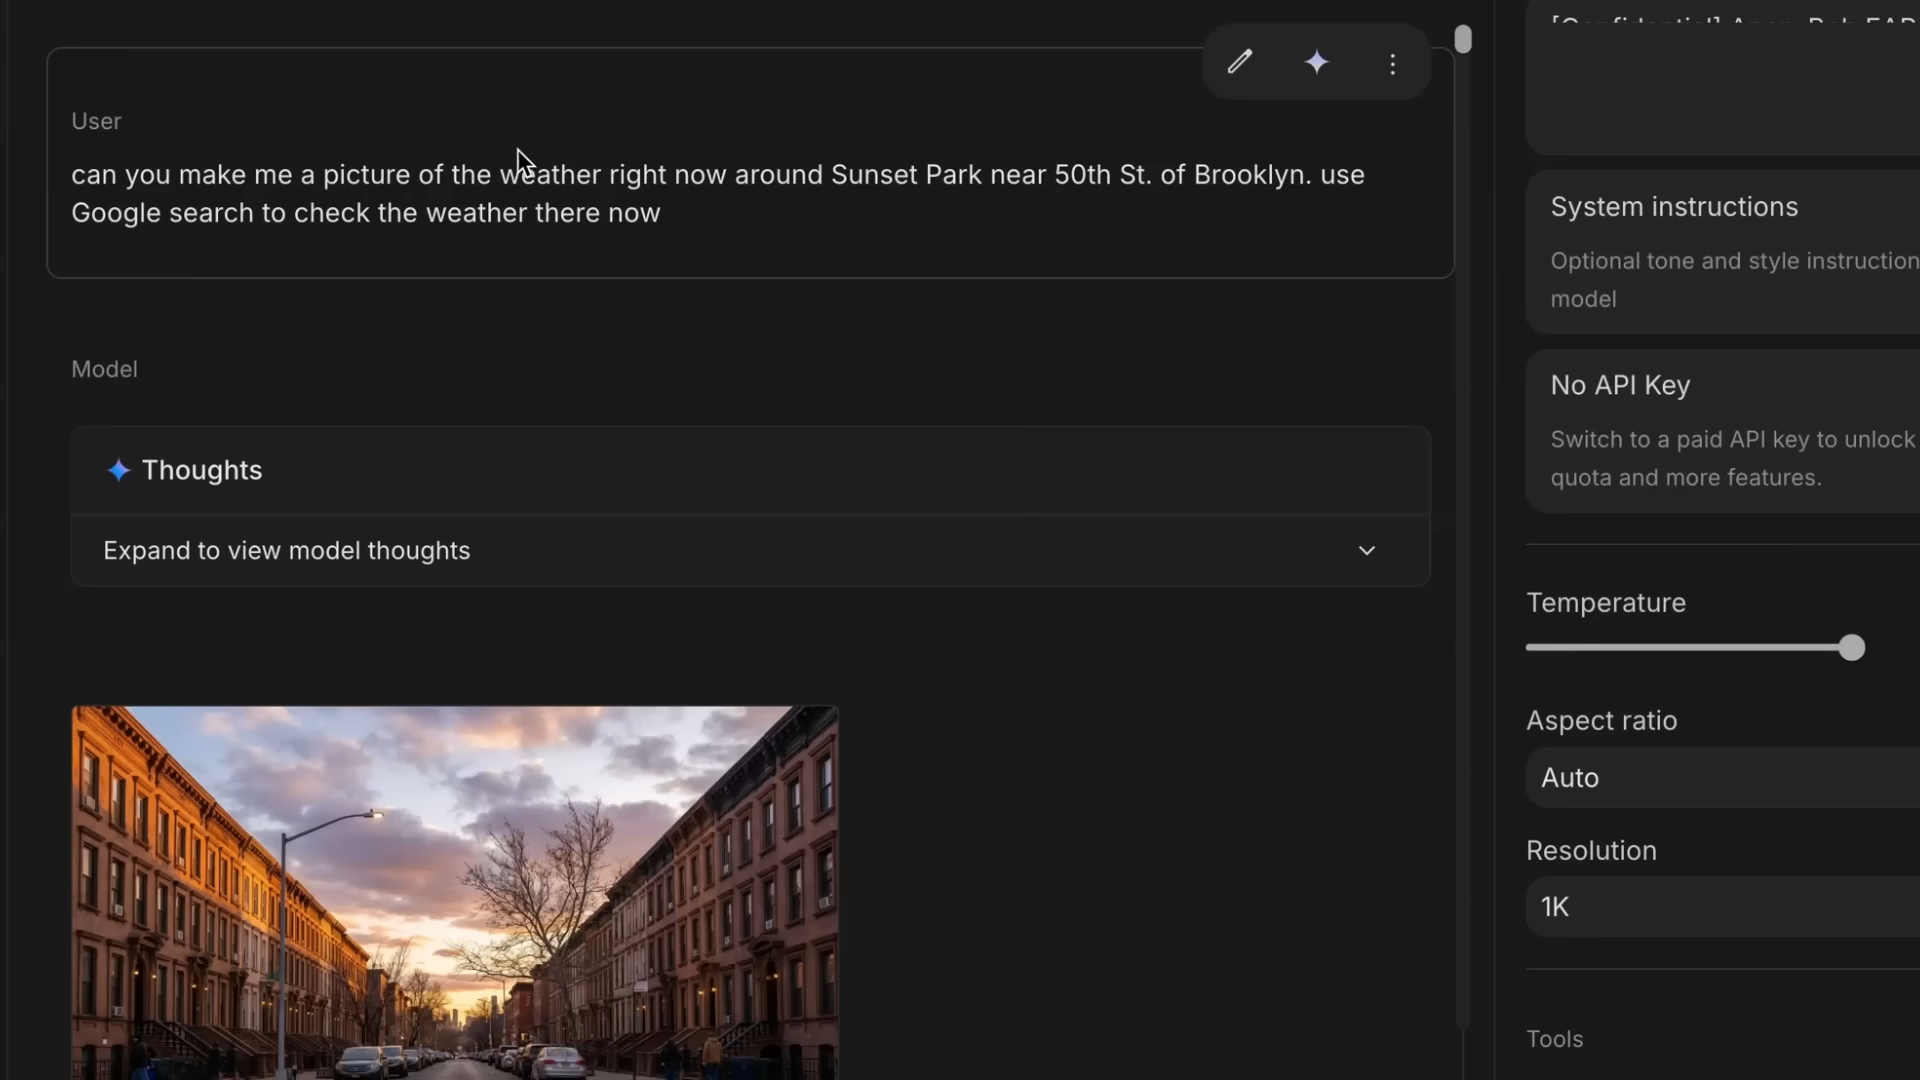 User
can you make me a picture of the weather right now around Sunset Park near 50th St. of Brooklyn. use
Google search to check the weather there now
Model
Thoughts
Expand to view model thoughts
System instructions
Optional tone and style instruction
model
No API Key
Switch to a paid API key to unlock
quota and more features.
Temperature
Aspect ratio
Auto
Resolution
1K
Tools